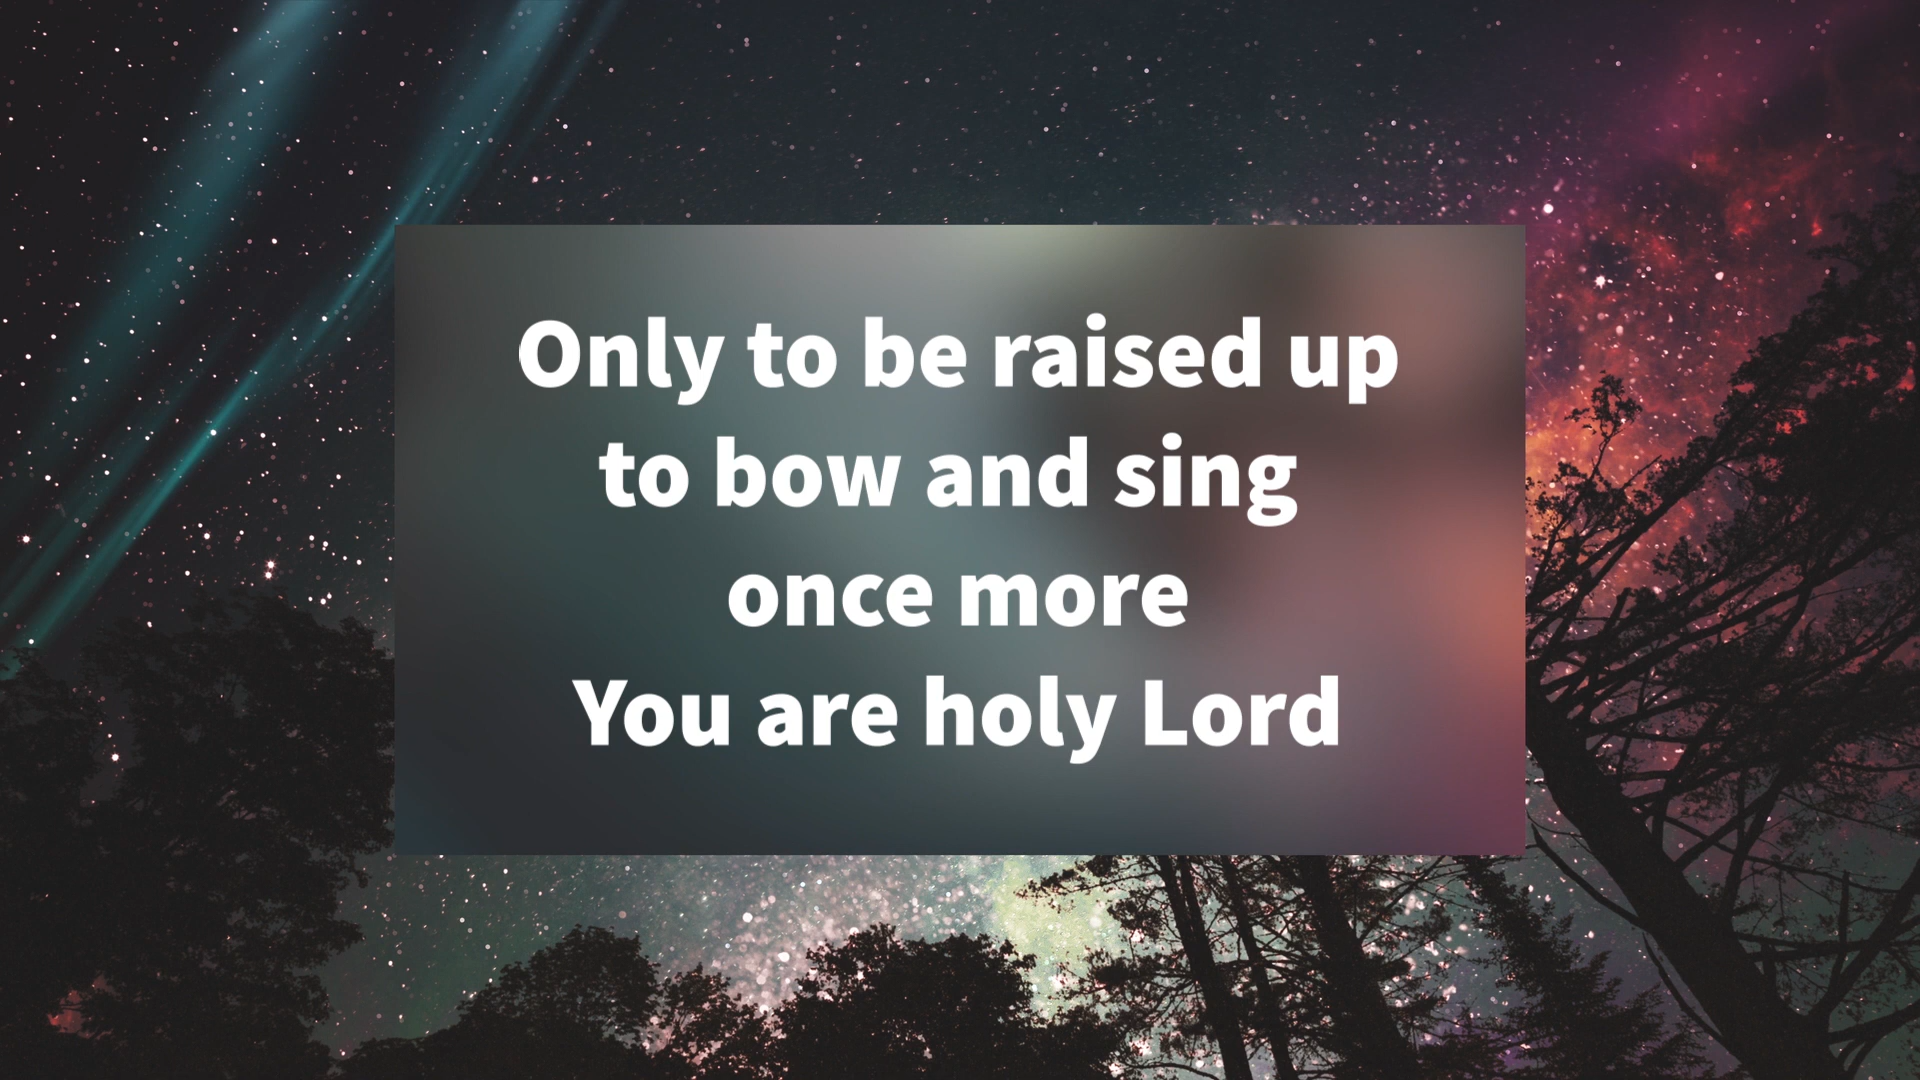 Only to be raised up
to bow and sing
once more
You are holy Lord